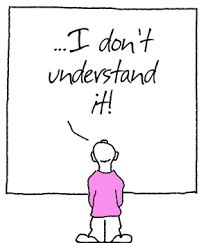 ...I don't
understand
it!